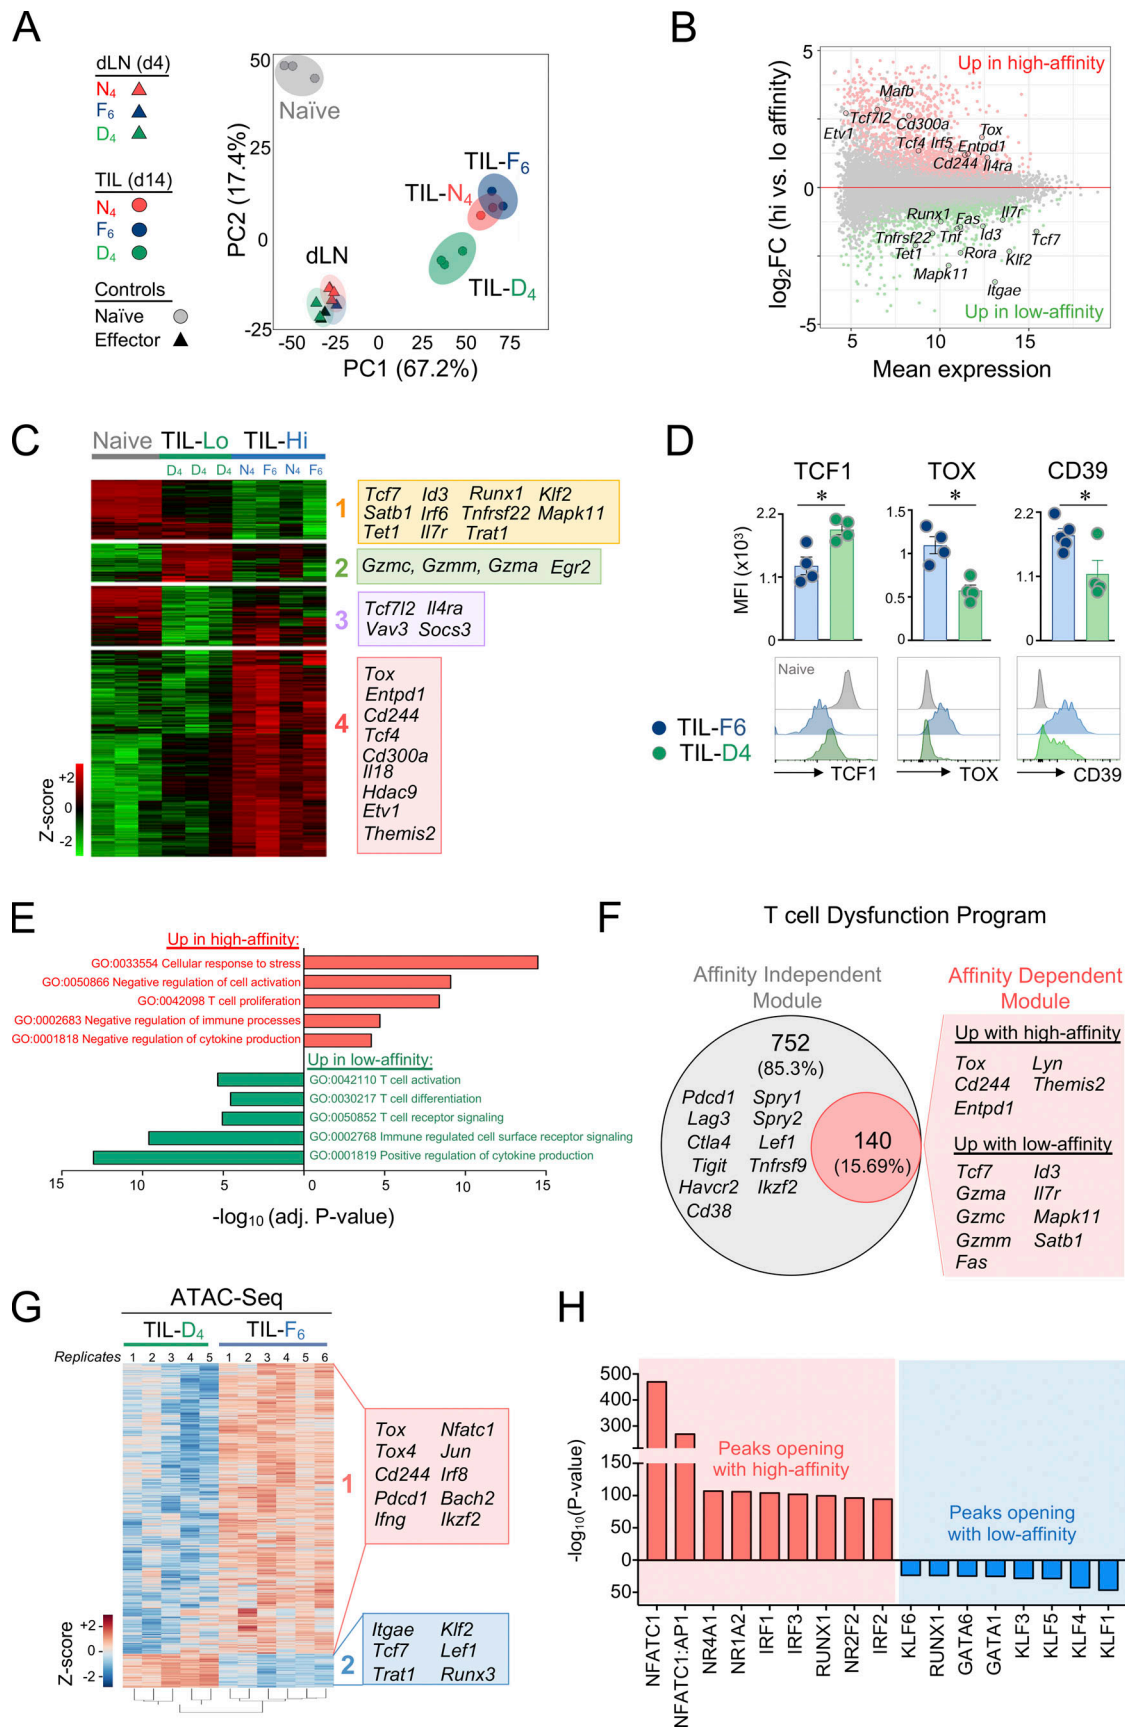 A
dLN (d4)
N4
F6
D4
TIL (d14)
N4
F6
D4
Controls
Naïve
Effector
PC2 (17.4%)
50
25
0
-25
Naïve
TIL-F6
TIL-N4
TIL-D4
dLN
-50 -25 0 25 50 75
PC1 (67.2%)
B
log2FC (hi vs. lo affinity)
5
0
-5
Up in high-affinity
Mafb
Tcf7l2
Etv1
Cd300a
Tox
Tcf4 Irf5 Entpd1
Cd244 Il4ra
Runx1 Fas Il7r
Tnfrsf22 Tnf Id3 Tcf7
Tet1 Rora Klf2
Mapk11
Itgae
Up in low-affinity
5 10 15
Mean expression
C
Naive TIL-Lo TIL-Hi
D4 D4 D4 N4 F6 N4 F6
1
Tcf7 Id3 Runx1 Klf2
Satb1 Irf6 Tnfrsf22 Mapk11
Tet1 Il7r Trat1
2
Gzmc, Gzmm, Gzma Egr2
3
Tcf7l2 Il4ra
Vav3 Socs3
4
Tox
Entpd1
Cd244
Tcf4
Cd300a
Il18
Hdac9
Etv1
Themis2
Z-score
+2
0
-2
D
TCF1 TOX CD39
* * *
MFI (x10³)
2.2
1.1
0
1.5
1
0.5
0
2.2
1.1
0
Naive
TIL-F6
TIL-D4
TCF1 TOX CD39
E
Up in high-affinity:
GO:0033554 Cellular response to stress
GO:0050866 Negative regulation of cell activation
GO:0042098 T cell proliferation
GO:0002683 Negative regulation of immune processes
GO:0001818 Negative regulation of cytokine production
Up in low-affinity:
GO:0042110 T cell activation
GO:0030217 T cell differentiation
GO:0050852 T cell receptor signaling
GO:0002768 Immune regulated cell surface receptor signaling
GO:0001819 Positive regulation of cytokine production
15 10 5 0 5 10 15
-log10 (adj. P-value)
F
T cell Dysfunction Program
Affinity Independent
Module
752
(85.3%)
Pdcd1 Spry1
Lag3 Spry2
Ctla4 Lef1
Tigit Tnfrsf9
Havcr2 Ikzf2
Cd38
140
(15.69%)
Affinity Dependent
Module
Up with high-affinity
Tox Lyn
Cd244 Themis2
Entpd1
Up with low-affinity
Tcf7 Id3
Gzma Il7r
Gzmc Mapk11
Gzmm Satb1
Fas
G
ATAC-Seq
TIL-D4 TIL-F6
Replicates 1 2 3 4 5 1 2 3 4 5 6
1
Tox Nfatc1
Tox4 Jun
Cd244 Irf8
Pdcd1 Bach2
Ifng Ikzf2
2
Itgae Klf2
Tcf7 Lef1
Trat1 Runx3
Z-score
+2
0
-2
H
-log10(P-value)
500
400
300
150
100
50
0
50
Peaks opening
with high-affinity
Peaks opening
with low-affinity
NFATC1
NFATC1:AP1
NR4A1
NR1A2
IRF1
IRF3
RUNX1
NR2F2
IRF2
KLF6
RUNX1
GATA6
GATA1
KLF3
KLF5
KLF4
KLF1